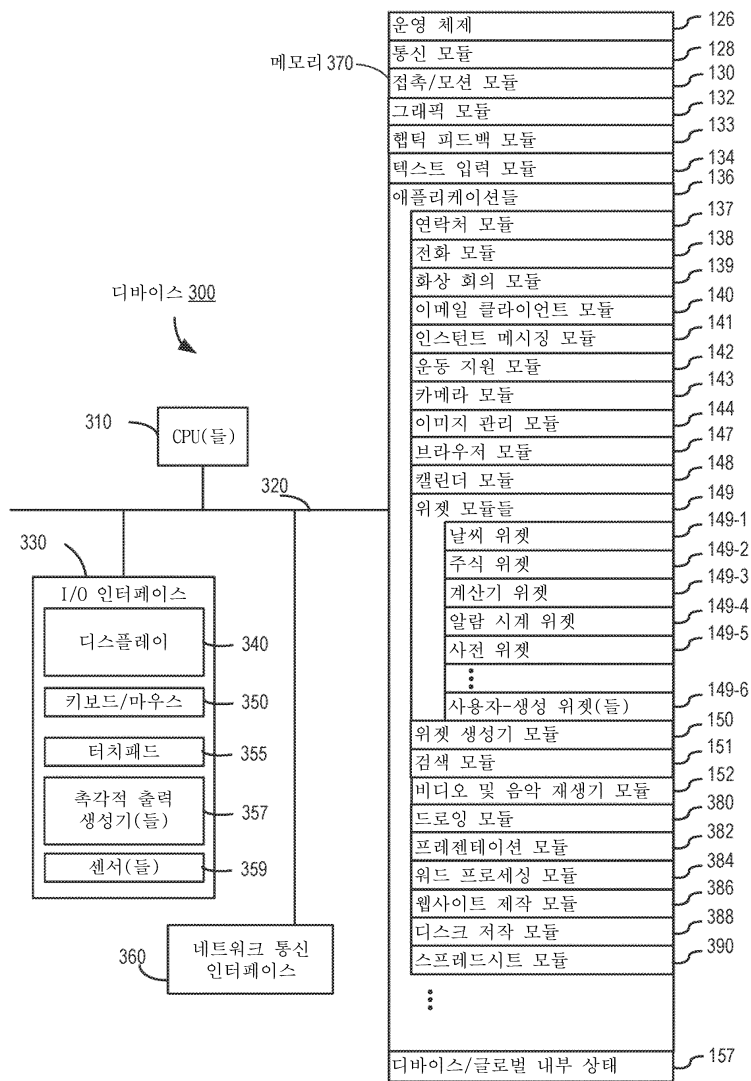 메모리 370
운영 체제 126
통신 모듈 128
접촉/모션 모듈 130
그래픽 모듈 132
햅틱 피드백 모듈 133
텍스트 입력 모듈 134
애플리케이션들 136
연락처 모듈 137
전화 모듈 138
화상 회의 모듈 139
이메일 클라이언트 모듈 140
인스턴트 메시징 모듈 141
운동 지원 모듈 142
카메라 모듈 143
이미지 관리 모듈 144
브라우저 모듈 147
캘린더 모듈 148
위젯 모듈들 149
날씨 위젯 149-1
주식 위젯 149-2
계산기 위젯 149-3
알람 시계 위젯 149-4
사전 위젯 149-5
사용자-생성 위젯(들) 149-6
위젯 생성기 모듈 150
검색 모듈 151
비디오 및 음악 재생기 모듈 152
드로잉 모듈 380
프레젠테이션 모듈 382
워드 프로세싱 모듈 384
웹사이트 제작 모듈 386
디스크 저작 모듈 388
스프레드시트 모듈 390
디바이스/글로벌 내부 상태 157
디바이스 300
310
CPU(들)
320
330
I/O 인터페이스
디스플레이 340
키보드/마우스 350
터치패드 355
촉각적 출력
생성기(들) 357
센서(들) 359
360
네트워크 통신
인터페이스